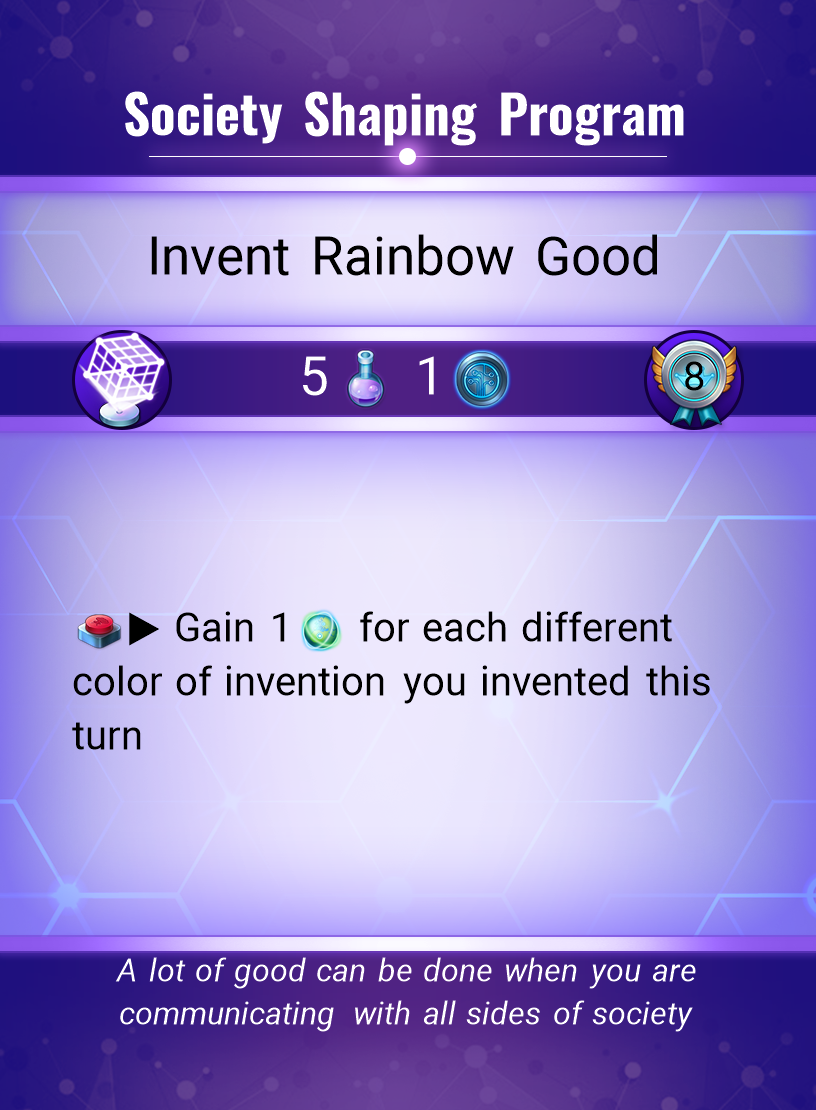 Society Shaping Program
Invent Rainbow Good
5 1 8
▶ Gain 1 for each different
color of invention you invented this
turn
A lot of good can be done when you are
communicating with all sides of society